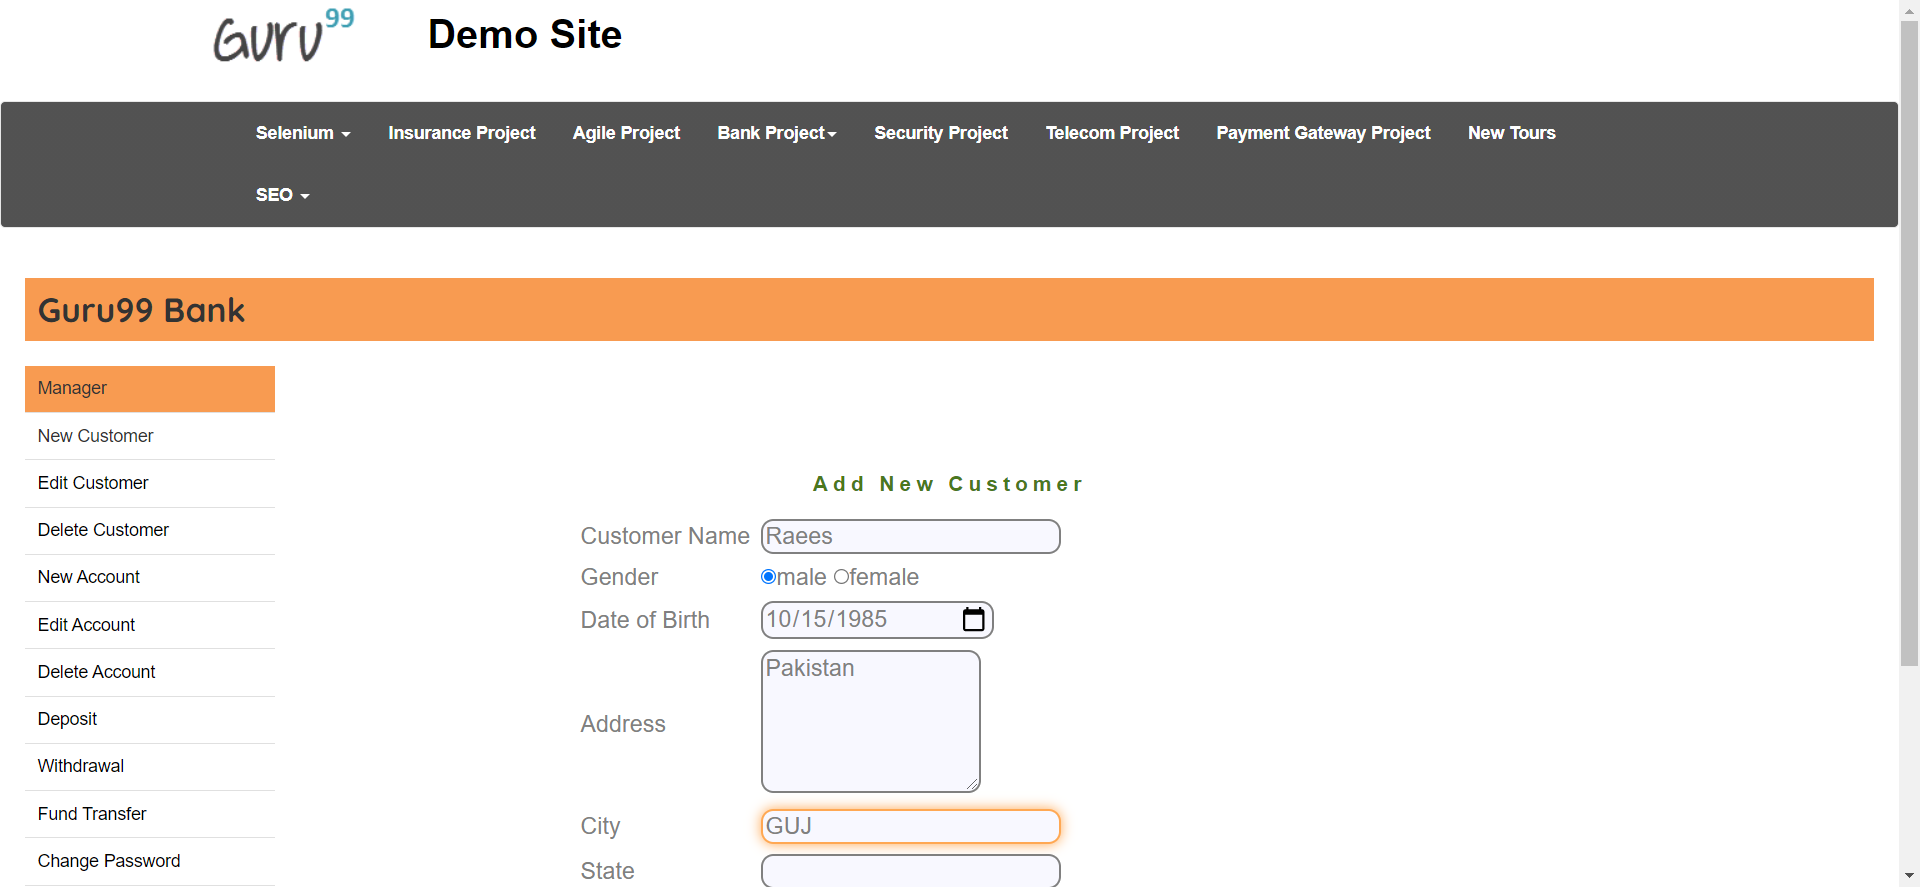 Guru99 Demo Site
Selenium Insurance Project Agile Project Bank Project Security Project Telecom Project Payment Gateway Project New Tours
SEO
Guru99 Bank
Manager
New Customer
Edit Customer
Delete Customer
New Account
Edit Account
Delete Account
Deposit
Withdrawal
Fund Transfer
Change Password
Add New Customer
Customer Name Raees
Gender male female
Date of Birth 10/15/1985
Address Pakistan
City GUJ
State